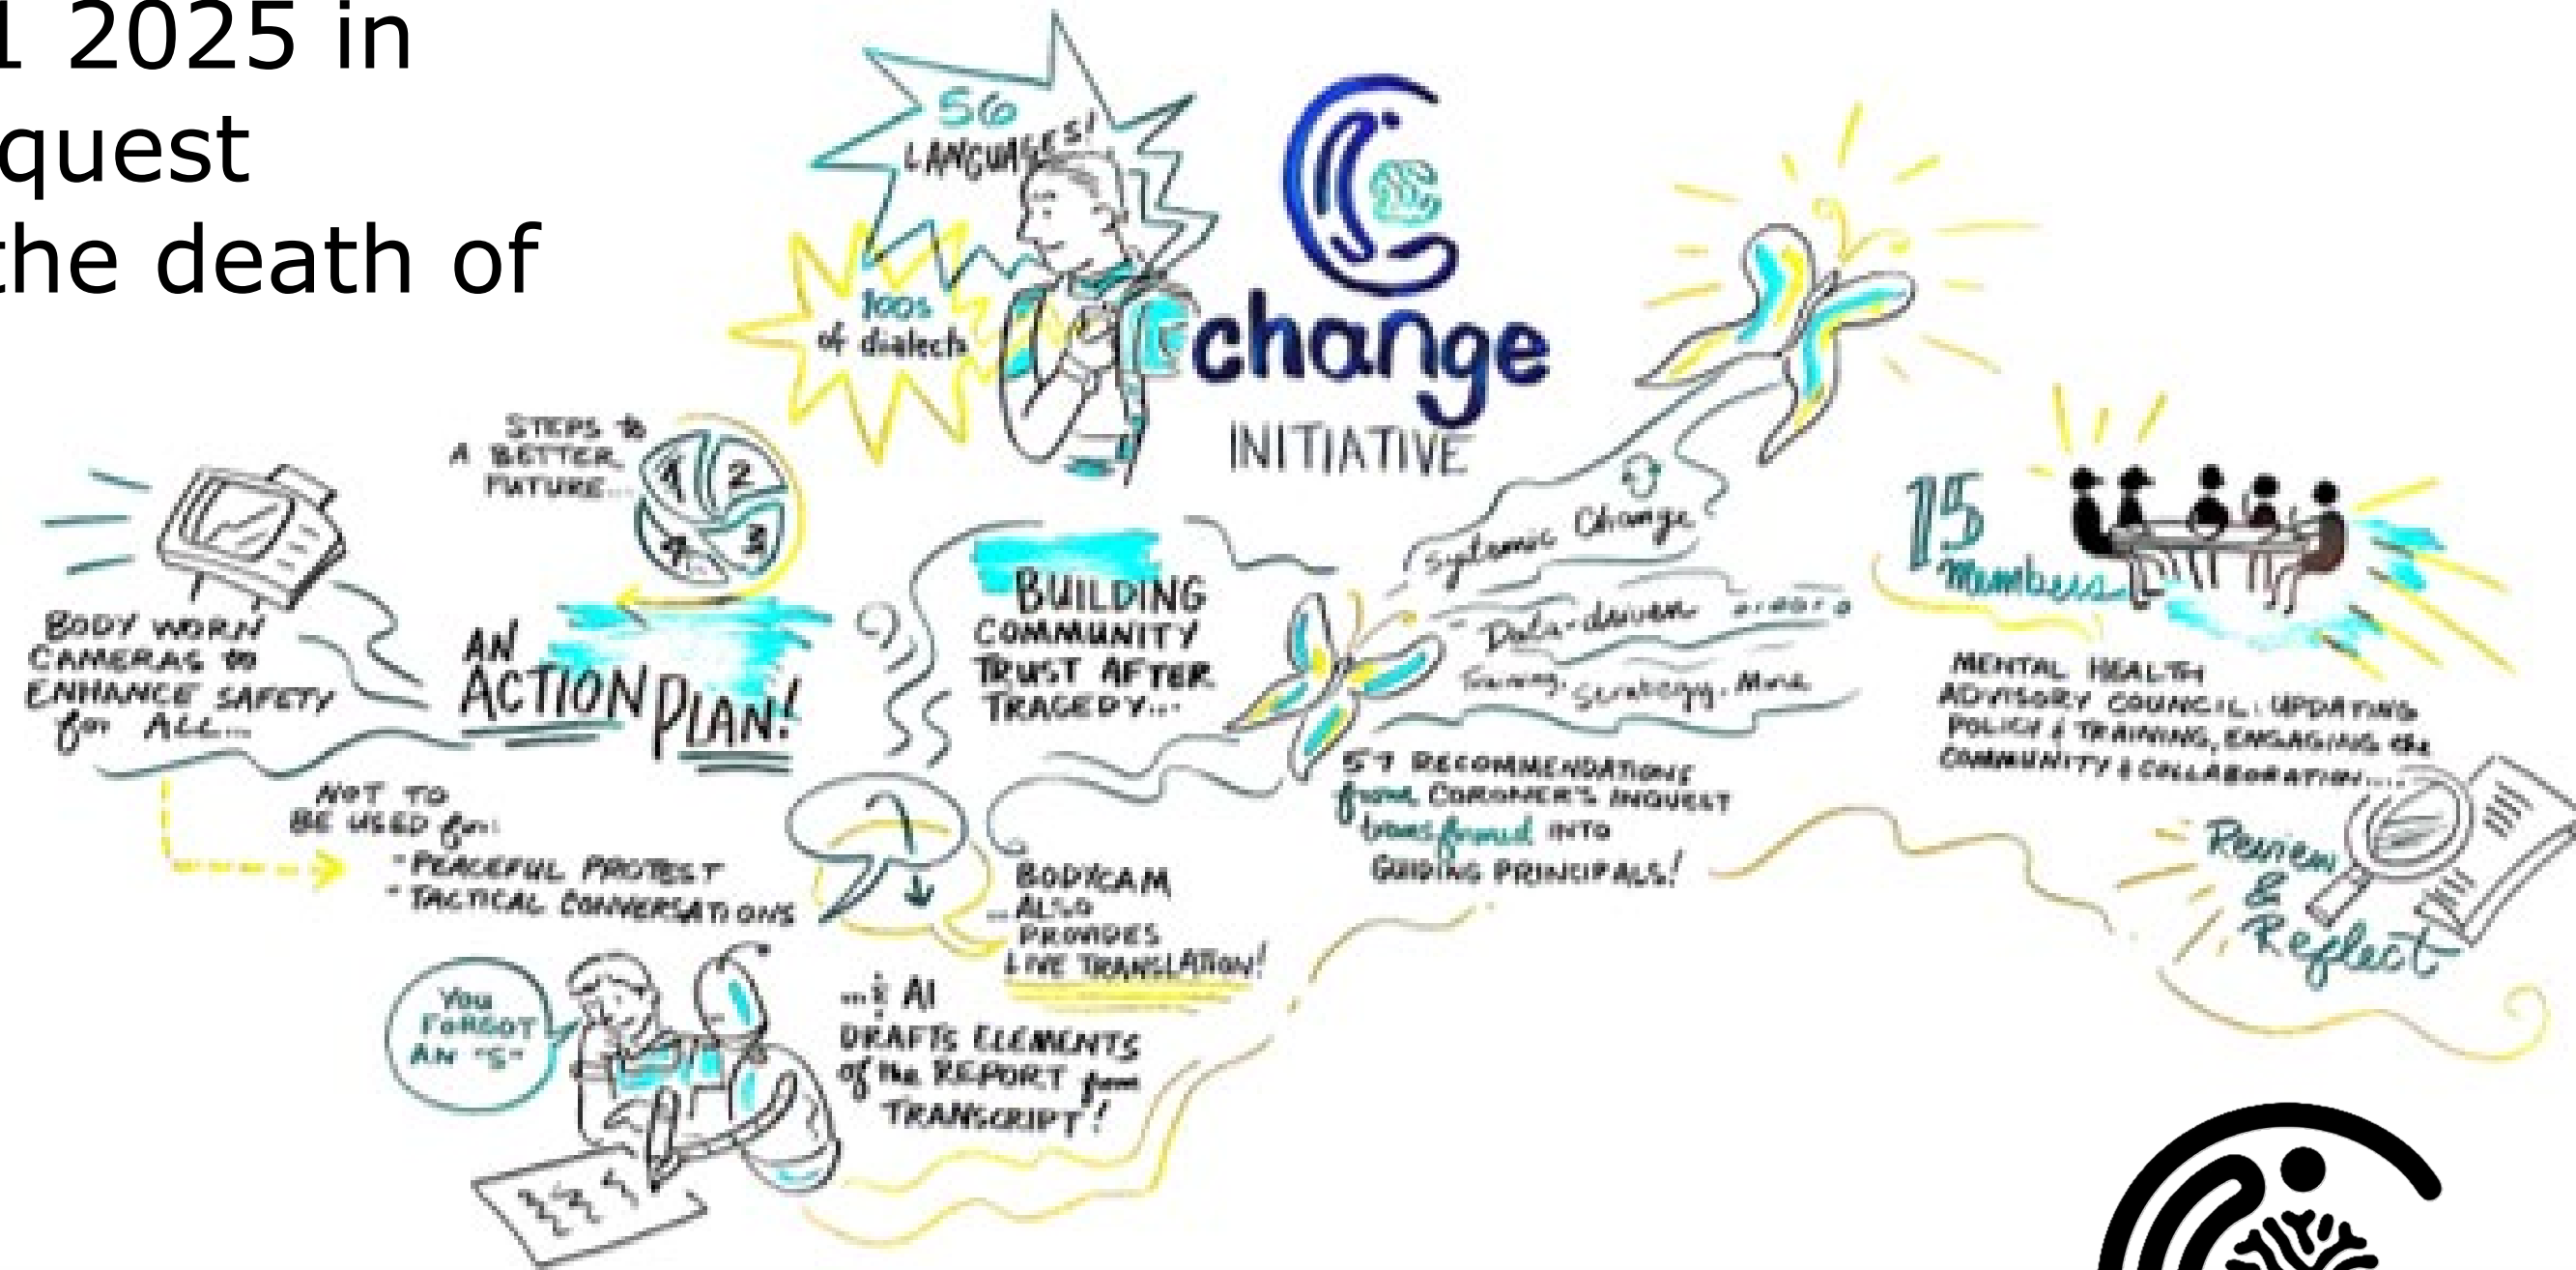 1 2025 in
quest
the death of
56
LANGUAGES!
100s
of dialects
change
INITIATIVE
STEPS to
A BETTER
FUTURE...
1 2
4 3
BODY WORN
CAMERAS to
ENHANCE SAFETY
for ALL...
AN
ACTION PLAN!
NOT TO
BE USED for:
- PEACEFUL PROTEST
- TACTICAL CONVERSATIONS
BUILDING
COMMUNITY
TRUST AFTER
TRAGEDY...
Systemic Change
Data-driven
Training. Strategy. More
57 RECOMMENDATIONS
from CORONER'S INQUEST
transformed INTO
GUIDING PRINCIPALS!
15
members
MENTAL HEALTH
ADVISORY COUNCIL: UPDATING
POLICY & TRAINING, ENGAGING the
COMMUNITY & COLLABORATION....
Review
&
Reflect
BODYCAM
...ALSO
PROVIDES
LIVE TRANSLATION!
...& AI
DRAFTS ELEMENTS
of the REPORT from
TRANSCRIPT!
YOU
FORGOT
AN "S"